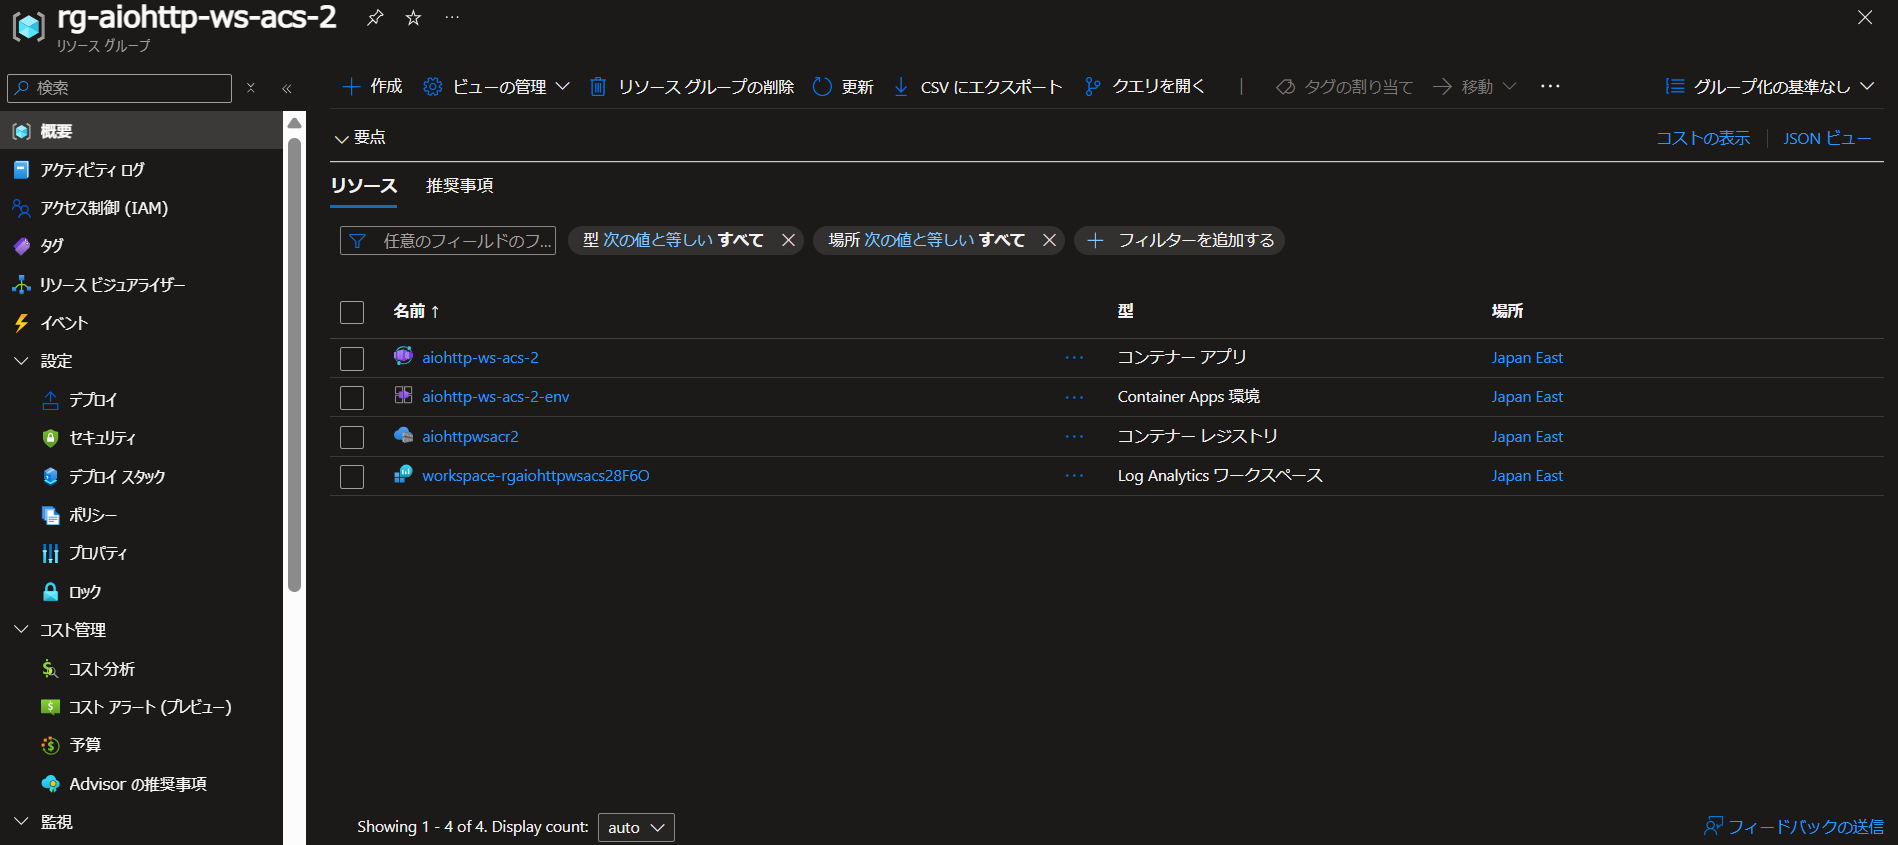 rg-aiohttp-ws-acs-2
リソース グループ
検索
概要
アクティビティ ログ
アクセス制御 (IAM)
タグ
リソース ビジュアライザー
イベント
設定
デプロイ
セキュリティ
デプロイ スタック
ポリシー
プロパティ
ロック
コスト管理
コスト分析
コスト アラート (プレビュー)
予算
Advisor の推奨事項
監視
作成 ビューの管理 リソース グループの削除 更新 CSV にエクスポート クエリを開く タグの割り当て 移動 グループ化の基準なし
要点 コストの表示 JSON ビュー
リソース 推奨事項
任意のフィールドのフ... 型 次の値と等しい すべて 場所 次の値と等しい すべて フィルターを追加する
名前 ↑ 型 場所
aiohttp-ws-acs-2 コンテナー アプリ Japan East
aiohttp-ws-acs-2-env Container Apps 環境 Japan East
aiohttpwsacr2 コンテナー レジストリ Japan East
workspace-rgaiohttpwsacs28F6O Log Analytics ワークスペース Japan East
Showing 1 - 4 of 4. Display count: auto
フィードバックの送信